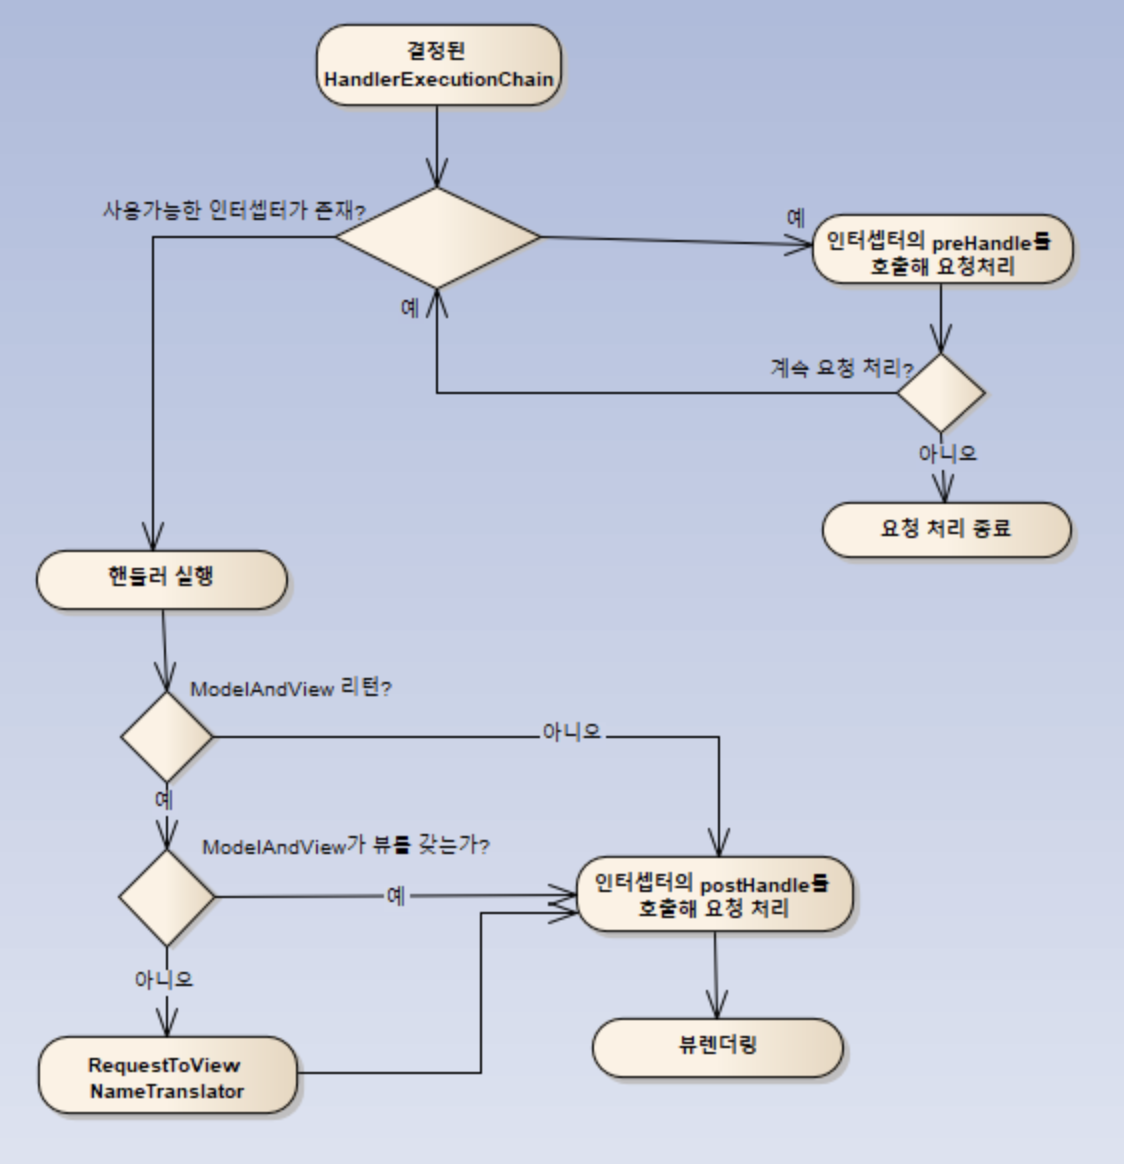 결정된
HandlerExecutionChain
사용가능한 인터셉터가 존재?
예
인터셉터의 preHandle를
호출해 요청처리
예
계속 요청 처리?
아니오
요청 처리 종료
핸들러 실행
ModelAndView 리턴?
아니오
예
ModelAndView가 뷰를 갖는가?
예
인터셉터의 postHandle를
호출해 요청 처리
아니오
뷰렌더링
RequestToView
NameTranslator